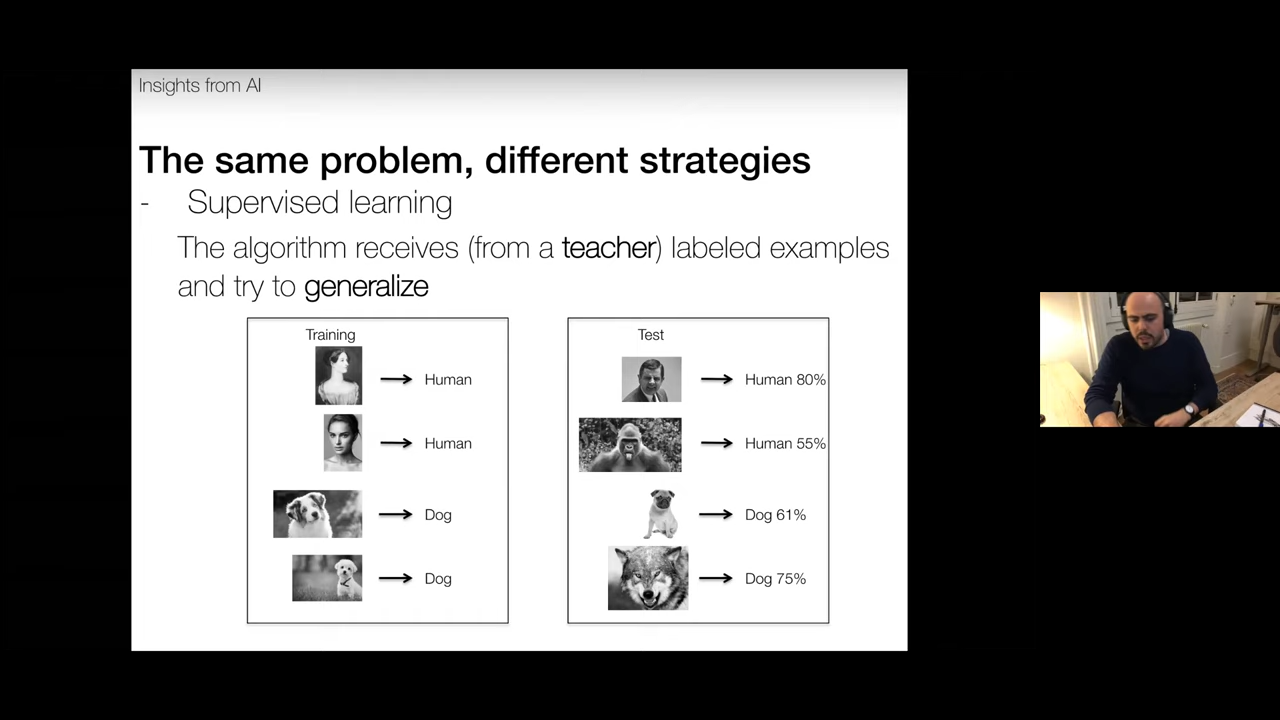 Insights from AI
The same problem, different strategies
- Supervised learning
The algorithm receives (from a teacher) labeled examples
and try to generalize
Training
Human
Human
Dog
Dog
Test
Human 80%
Human 55%
Dog 61%
Dog 75%